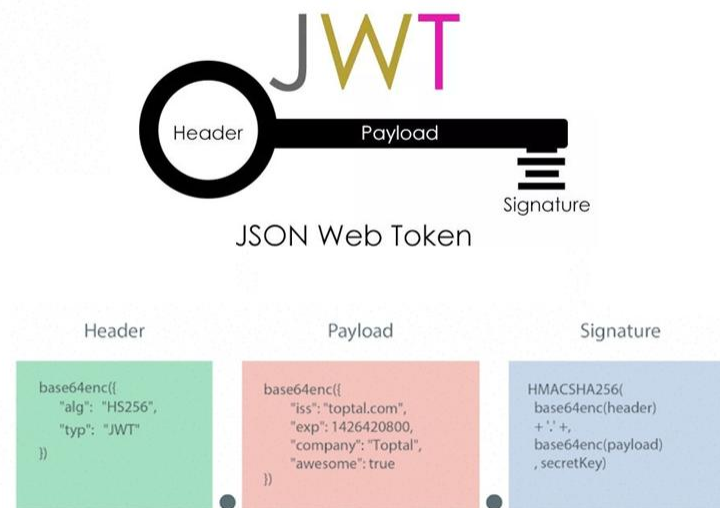 JWT
Header
Payload
Signature
JSON Web Token
Header
Payload
Signature
base64enc({
"alg": "HS256",
"typ": "JWT"
})
base64enc({
"iss": "toptal.com",
"exp": 1426420800,
"company": "Toptal",
"awesome": true
})
HMACSHA256(
base64enc(header)
+ '.' +,
base64enc(payload)
, secretKey)